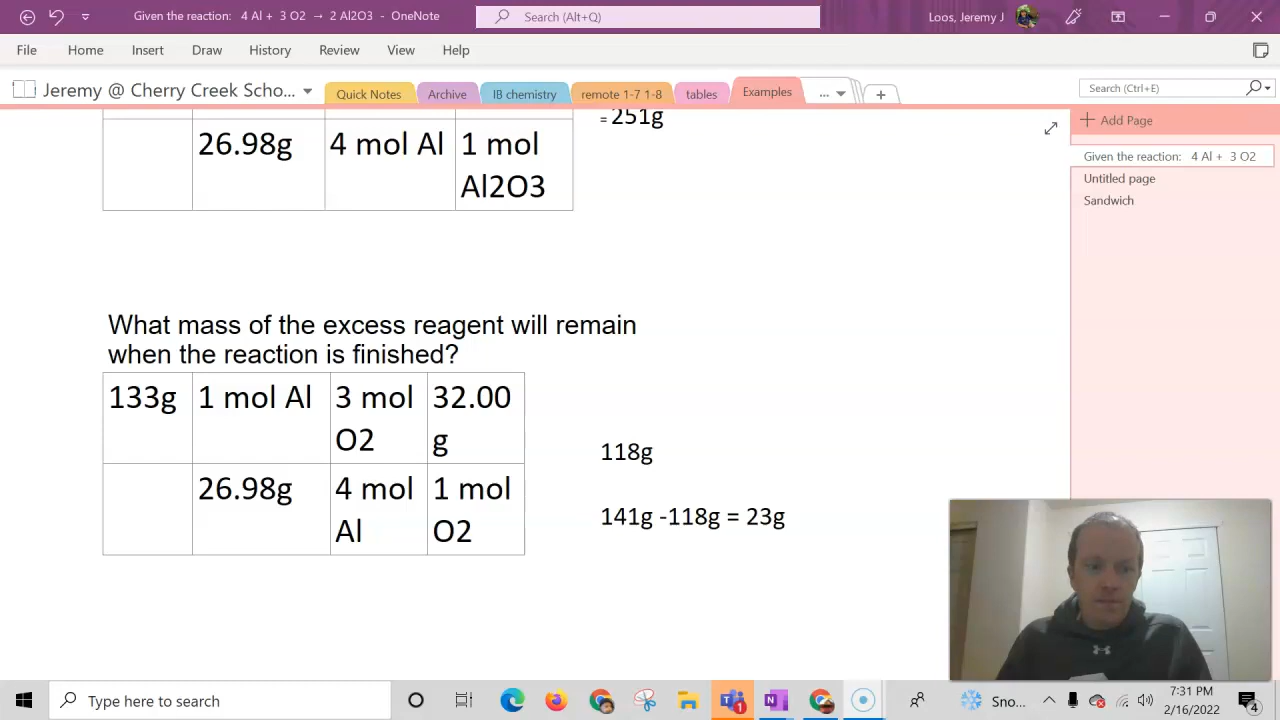 Given the reaction: 4 Al + 3 O2 → 2 Al2O3 - OneNote
Search (Alt+Q)
Loos, Jeremy J
File Home Insert Draw History Review View Help
Jeremy @ Cherry Creek Scho...
Quick Notes Archive IB chemistry remote 1-7 1-8 tables Examples ... +
Search (Ctrl+E)
Add Page
Given the reaction: 4 Al + 3 O2
Untitled page
Sandwich
= 251g
26.98g 4 mol Al 1 mol
Al2O3
What mass of the excess reagent will remain
when the reaction is finished?
133g 1 mol Al 3 mol 32.00
O2 g
26.98g 4 mol 1 mol
Al O2
118g
141g -118g = 23g
Type here to search
1
Sno...
7:31 PM
2/16/2022
4